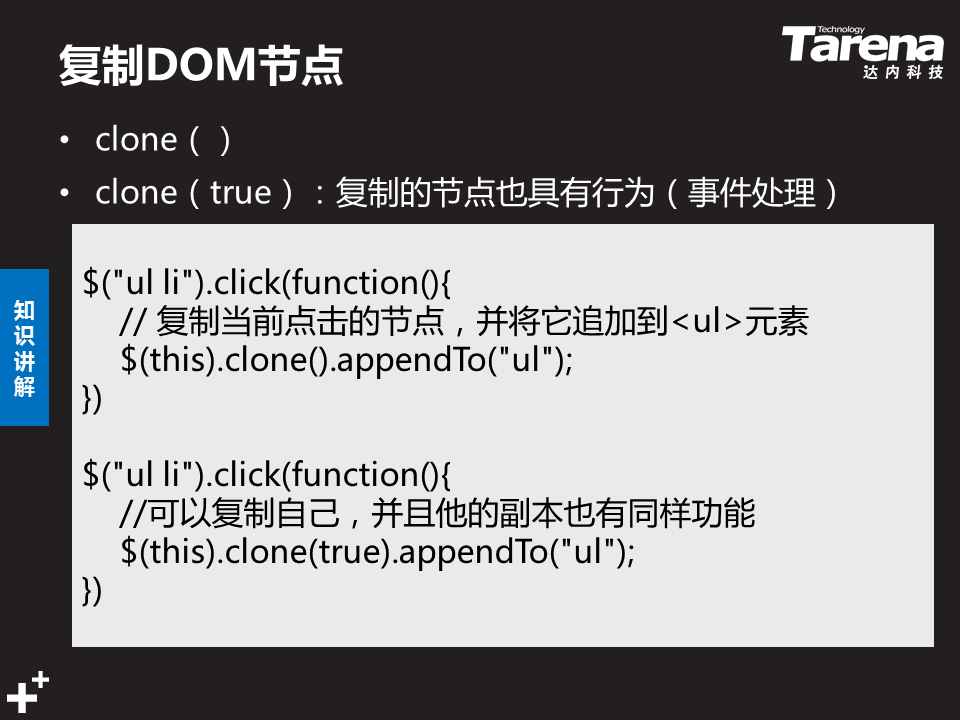 复制DOM节点
Technology
Tarena
达内科技
• clone（ ）
• clone（true）：复制的节点也具有行为（事件处理）
知识讲解
$("ul li").click(function(){
// 复制当前点击的节点，并将它追加到<ul>元素
$(this).clone().appendTo("ul");
})
$("ul li").click(function(){
//可以复制自己，并且他的副本也有同样功能
$(this).clone(true).appendTo("ul");
})